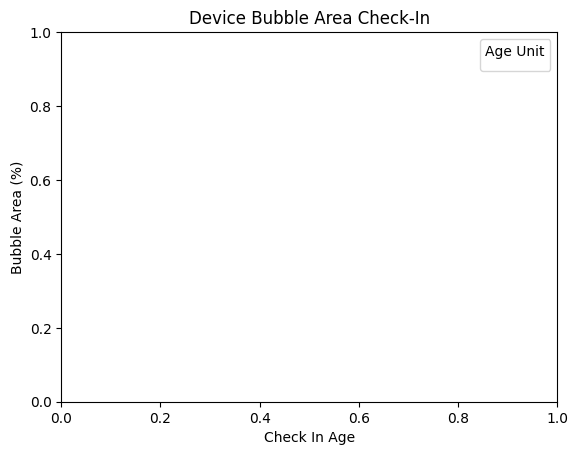 Device Bubble Area Check-In
Age Unit
Bubble Area (%)
1.0
0.8
0.6
0.4
0.2
0.0
0.0 0.2 0.4 0.6 0.8 1.0
Check In Age